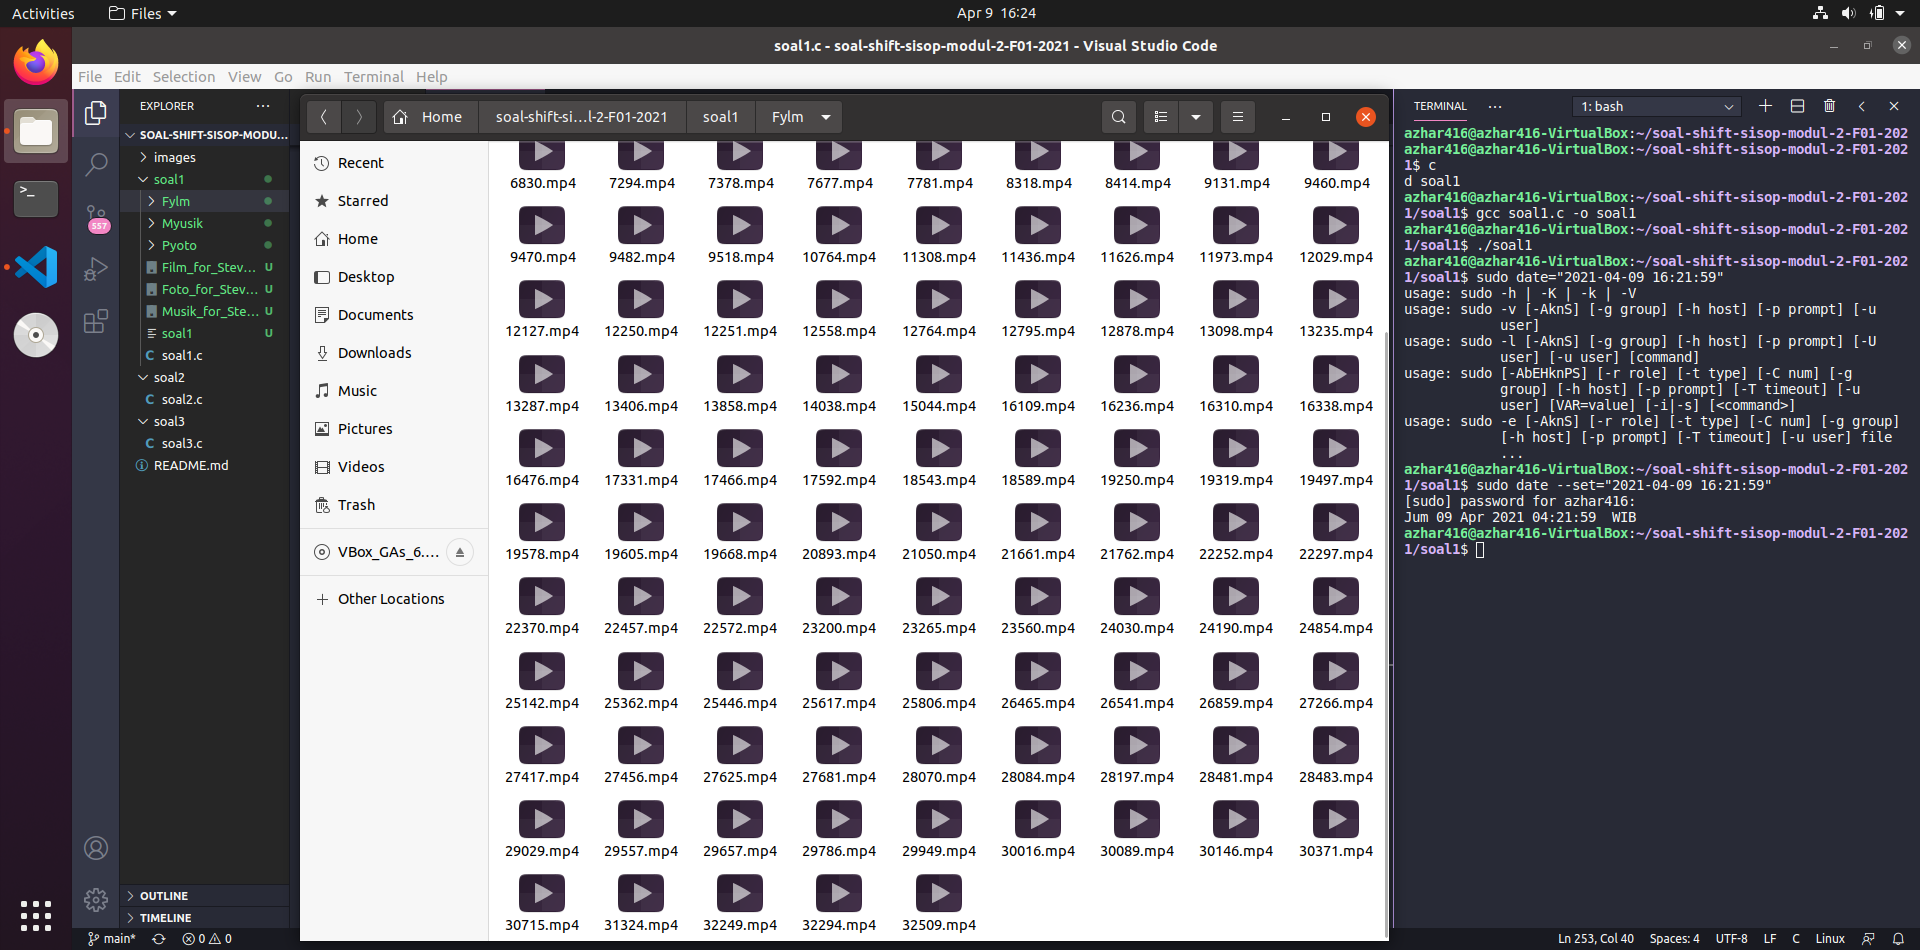 Activities
Files
Apr 9 16:24
soal1.c - soal-shift-sisop-modul-2-F01-2021 - Visual Studio Code
File Edit Selection View Go Run Terminal Help
EXPLORER
SOAL-SHIFT-SISOP-MODU...
images
soal1
Fylm
Myusik
Pyoto
Film_for_Stev... U
Foto_for_Stev... U
Musik_for_Ste... U
soal1 U
C soal1.c
soal2
C soal2.c
soal3
C soal3.c
README.md
OUTLINE
TIMELINE
557
main*
0 0
Home soal-shift-si...l-2-F01-2021 soal1 Fylm
Recent
Starred
Home
Desktop
Documents
Downloads
Music
Pictures
Videos
Trash
VBox_GAs_6....
Other Locations
6830.mp4 7294.mp4 7378.mp4 7677.mp4 7781.mp4 8318.mp4 8414.mp4 9131.mp4 9460.mp4
9470.mp4 9482.mp4 9518.mp4 10764.mp4 11308.mp4 11436.mp4 11626.mp4 11973.mp4 12029.mp4
12127.mp4 12250.mp4 12251.mp4 12558.mp4 12764.mp4 12795.mp4 12878.mp4 13098.mp4 13235.mp4
13287.mp4 13406.mp4 13858.mp4 14038.mp4 15044.mp4 16109.mp4 16236.mp4 16310.mp4 16338.mp4
16476.mp4 17331.mp4 17466.mp4 17592.mp4 18543.mp4 18589.mp4 19250.mp4 19319.mp4 19497.mp4
19578.mp4 19605.mp4 19668.mp4 20893.mp4 21050.mp4 21661.mp4 21762.mp4 22252.mp4 22297.mp4
22370.mp4 22457.mp4 22572.mp4 23200.mp4 23265.mp4 23560.mp4 24030.mp4 24190.mp4 24854.mp4
25142.mp4 25362.mp4 25446.mp4 25617.mp4 25806.mp4 26465.mp4 26541.mp4 26859.mp4 27266.mp4
27417.mp4 27456.mp4 27625.mp4 27681.mp4 28070.mp4 28084.mp4 28197.mp4 28481.mp4 28483.mp4
29029.mp4 29557.mp4 29657.mp4 29786.mp4 29949.mp4 30016.mp4 30089.mp4 30146.mp4 30371.mp4
30715.mp4 31324.mp4 32249.mp4 32294.mp4 32509.mp4
TERMINAL ... 1: bash
azhar416@azhar416-VirtualBox:~/soal-shift-sisop-modul-2-F01-202
azhar416@azhar416-VirtualBox:~/soal-shift-sisop-modul-2-F01-202
1$ c
d soal1
azhar416@azhar416-VirtualBox:~/soal-shift-sisop-modul-2-F01-202
1/soal1$ gcc soal1.c -o soal1
azhar416@azhar416-VirtualBox:~/soal-shift-sisop-modul-2-F01-202
1/soal1$ ./soal1
azhar416@azhar416-VirtualBox:~/soal-shift-sisop-modul-2-F01-202
1/soal1$ sudo date="2021-04-09 16:21:59"
usage: sudo -h | -K | -k | -V
usage: sudo -v [-AknS] [-g group] [-h host] [-p prompt] [-u
user]
usage: sudo -l [-AknS] [-g group] [-h host] [-p prompt] [-U
user] [-u user] [command]
usage: sudo [-AbEHknPS] [-r role] [-t type] [-C num] [-g
group] [-h host] [-p prompt] [-T timeout] [-u
user] [VAR=value] [-i|-s] [<command>]
usage: sudo -e [-AknS] [-r role] [-t type] [-C num] [-g group]
[-h host] [-p prompt] [-T timeout] [-u user] file
...
azhar416@azhar416-VirtualBox:~/soal-shift-sisop-modul-2-F01-202
1/soal1$ sudo date --set="2021-04-09 16:21:59"
[sudo] password for azhar416:
Jum 09 Apr 2021 04:21:59  WIB
azhar416@azhar416-VirtualBox:~/soal-shift-sisop-modul-2-F01-202
1/soal1$
Ln 253, Col 40 Spaces: 4 UTF-8 LF C Linux